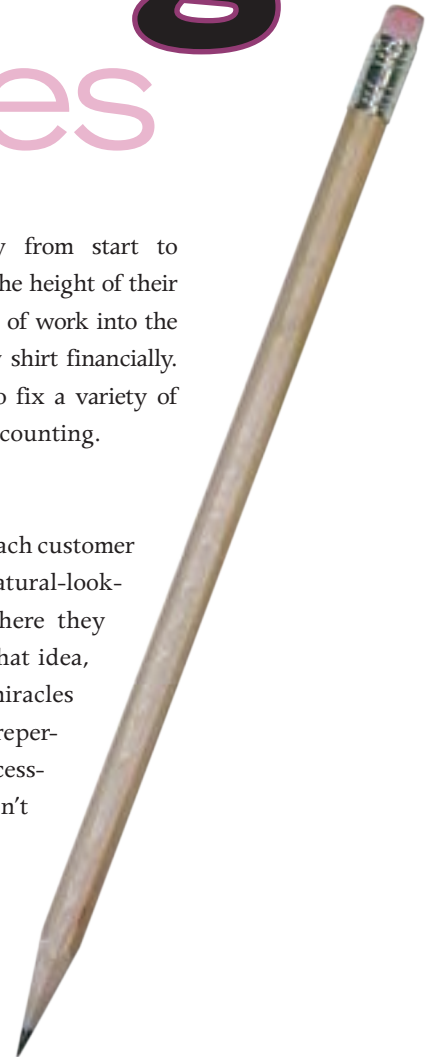 es
y from start to
he height of their
of work into the
shirt financially.
o fix a variety of
counting.
ach customer
atural-look-
here they
hat idea,
niracles
reper-
cess-
n't